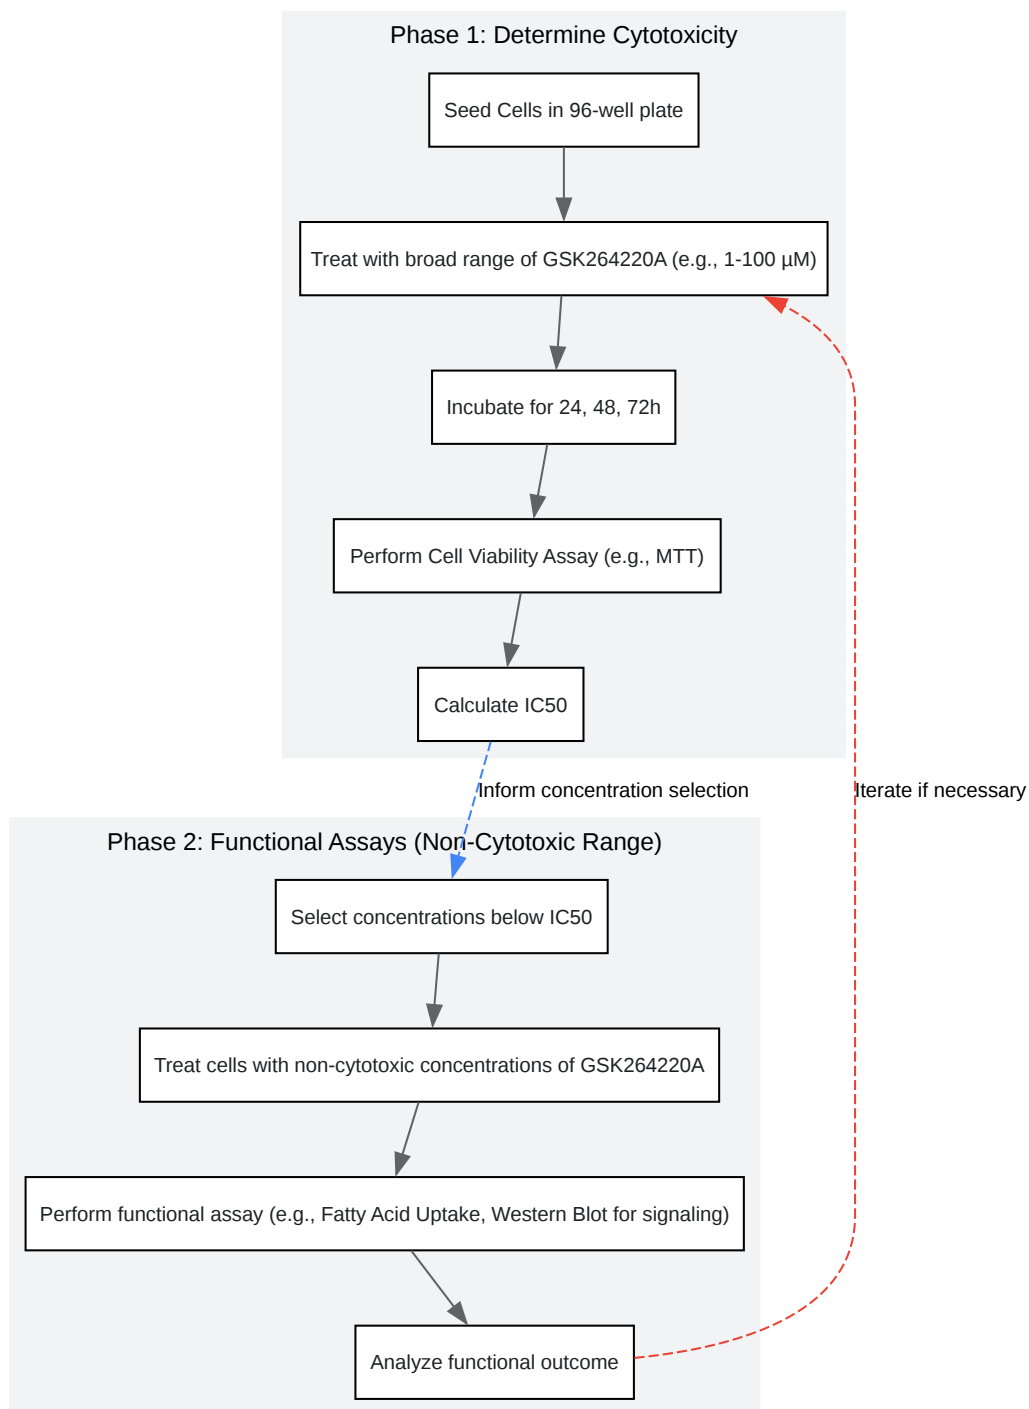 Phase 1: Determine Cytotoxicity
Seed Cells in 96-well plate
Treat with broad range of GSK264220A (e.g., 1-100 µM)
Incubate for 24, 48, 72h
Perform Cell Viability Assay (e.g., MTT)
Calculate IC50
Inform concentration selection
Iterate if necessary
Phase 2: Functional Assays (Non-Cytotoxic Range)
Select concentrations below IC50
Treat cells with non-cytotoxic concentrations of GSK264220A
Perform functional assay (e.g., Fatty Acid Uptake, Western Blot for signaling)
Analyze functional outcome